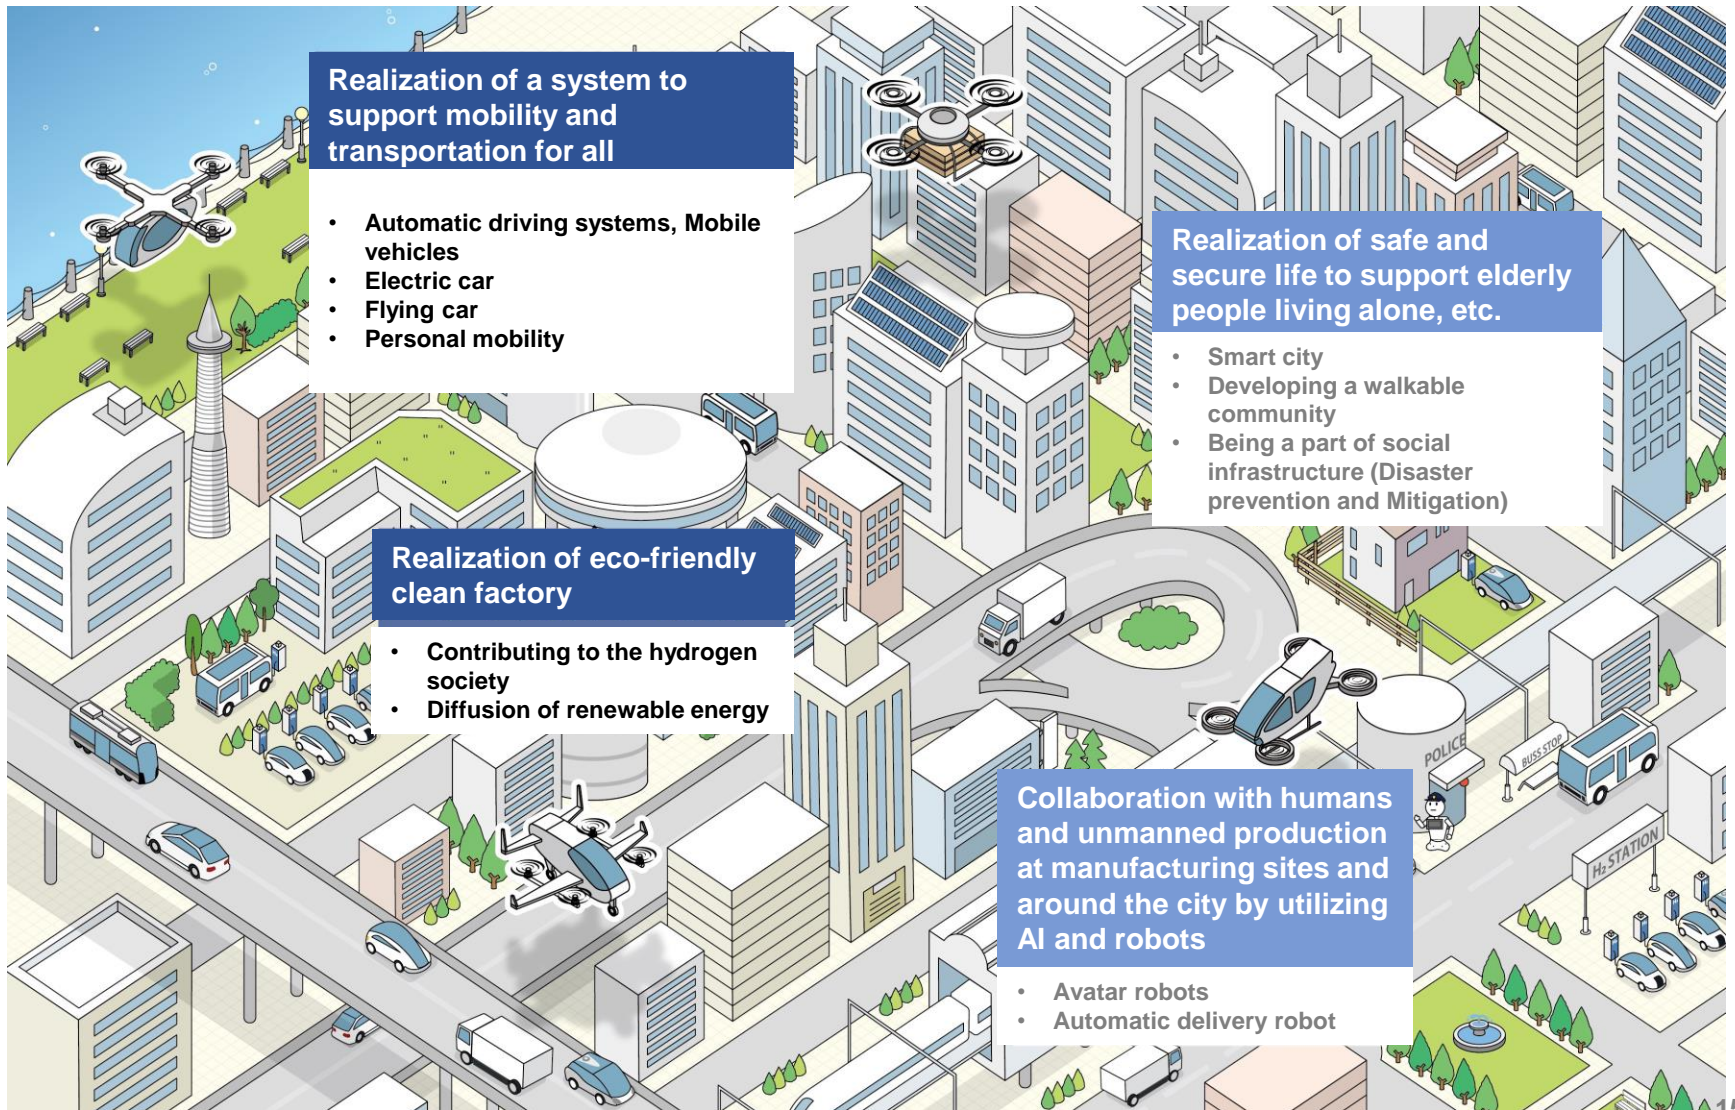 Realization of a system to
support mobility and
transportation for all
• Automatic driving systems, Mobile
vehicles
• Electric car
• Flying car
• Personal mobility
Realization of safe and
secure life to support elderly
people living alone, etc.
• Smart city
• Developing a walkable
community
• Being a part of social
infrastructure (Disaster
prevention and Mitigation)
Realization of eco-friendly
clean factory
• Contributing to the hydrogen
society
• Diffusion of renewable energy
POLICE
BUSS STOP
H2 STATION
Collaboration with humans
and unmanned production
at manufacturing sites and
around the city by utilizing
AI and robots
• Avatar robots
• Automatic delivery robot